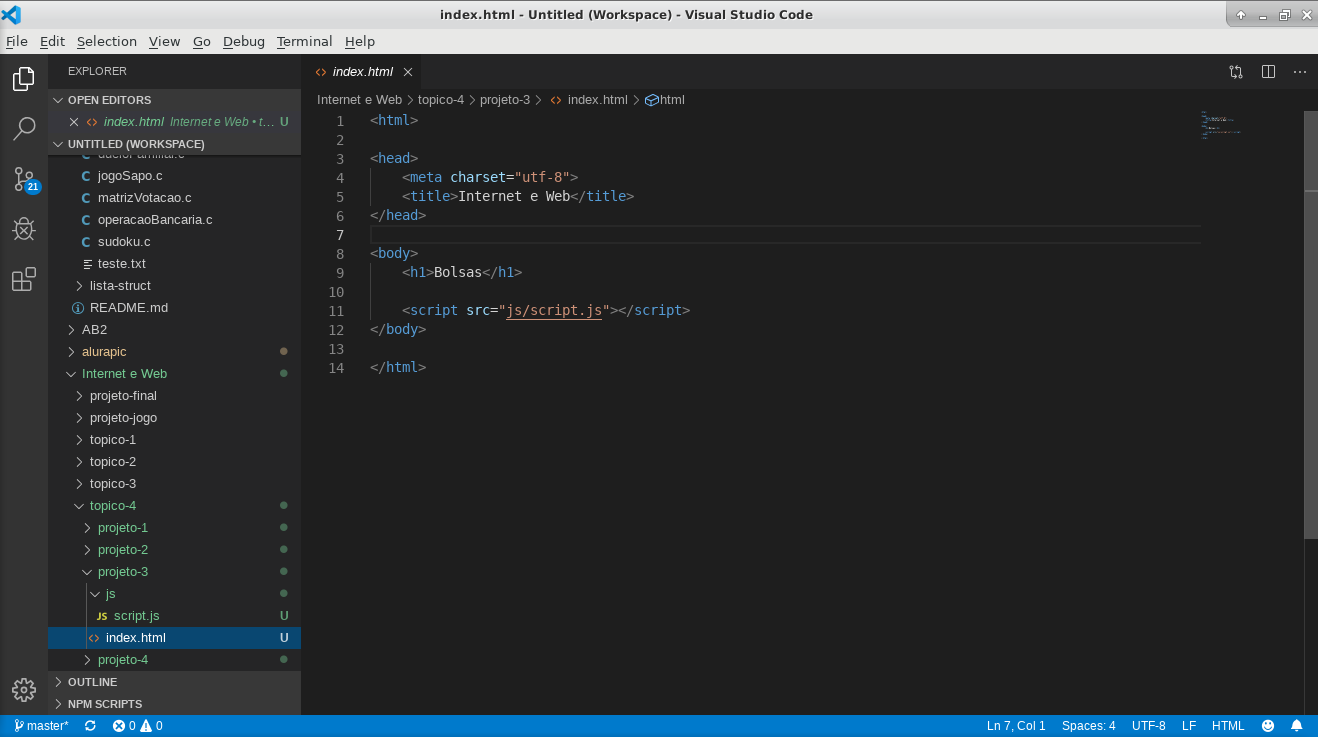 index.html - Untitled (Workspace) - Visual Studio Code
File Edit Selection View Go Debug Terminal Help
EXPLORER
OPEN EDITORS
index.html Internet e Web • t... U
UNTITLED (WORKSPACE)
C jogoSapo.c
C matrizVotacao.c
C operacaoBancaria.c
C sudoku.c
teste.txt
lista-struct
README.md
AB2
alurapic
Internet e Web
projeto-final
projeto-jogo
topico-1
topico-2
topico-3
topico-4
projeto-1
projeto-2
projeto-3
js
JS script.js U
index.html U
projeto-4
OUTLINE
NPM SCRIPTS
21
index.html
Internet e Web > topico-4 > projeto-3 > index.html > html
1 <html>
2
3 <head>
4     <meta charset="utf-8">
5     <title>Internet e Web</title>
6 </head>
7
8 <body>
9     <h1>Bolsas</h1>
10
11     <script src="js/script.js"></script>
12 </body>
13
14 </html>
master* 0 0 Ln 7, Col 1 Spaces: 4 UTF-8 LF HTML